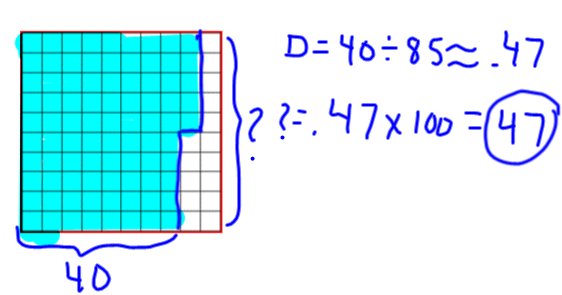 D = 40 ÷ 85 ≈ .47
? ?= .47 x 100 = 47
40